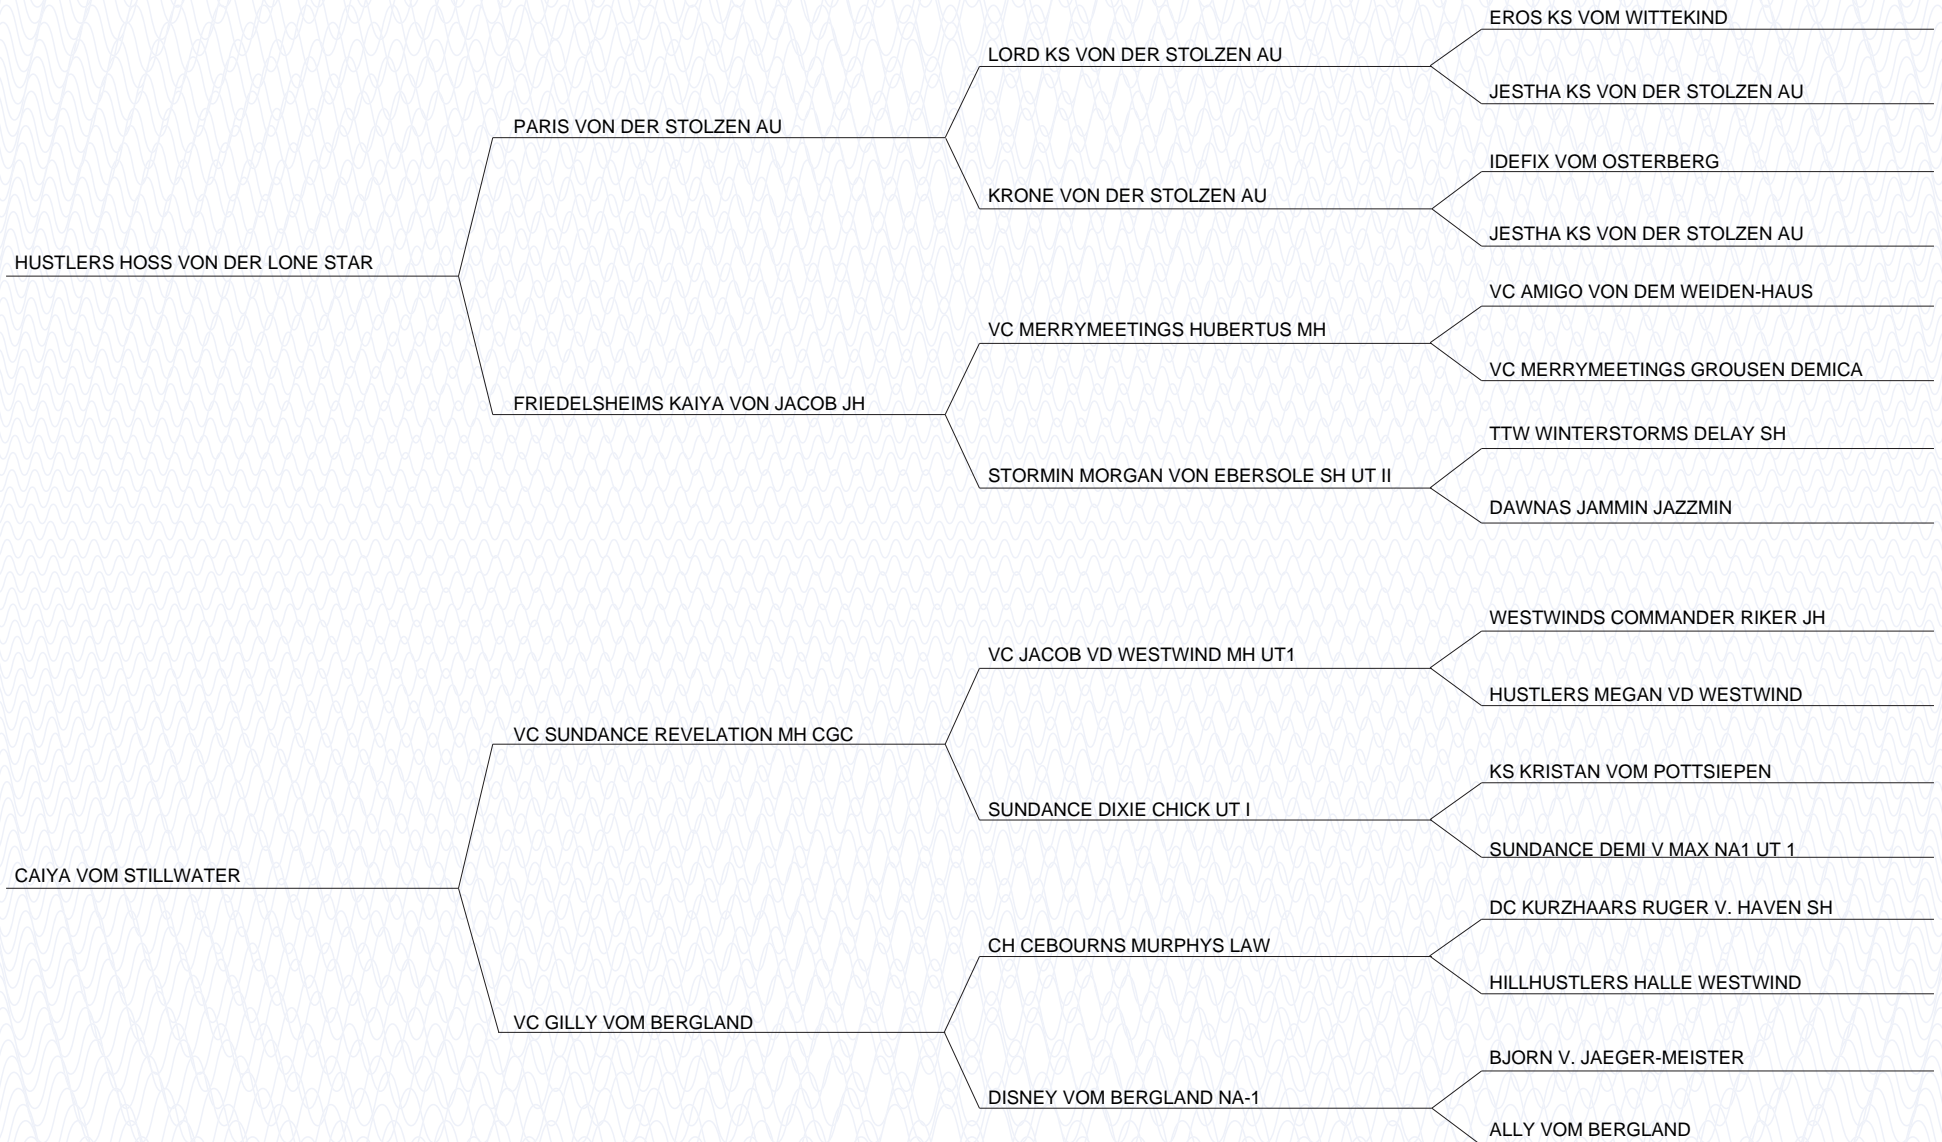 EROS KS VOM WITTEKIND
LORD KS VON DER STOLZEN AU
JESTHA KS VON DER STOLZEN AU
PARIS VON DER STOLZEN AU
IDEFIX VOM OSTERBERG
KRONE VON DER STOLZEN AU
JESTHA KS VON DER STOLZEN AU
HUSTLERS HOSS VON DER LONE STAR
VC AMIGO VON DEM WEIDEN-HAUS
VC MERRYMEETINGS HUBERTUS MH
VC MERRYMEETINGS GROUSEN DEMICA
FRIEDELSHEIMS KAIYA VON JACOB JH
TTW WINTERSTORMS DELAY SH
STORMIN MORGAN VON EBERSOLE SH UT II
DAWNAS JAMMIN JAZZMIN
WESTWINDS COMMANDER RIKER JH
VC JACOB VD WESTWIND MH UT1
HUSTLERS MEGAN VD WESTWIND
VC SUNDANCE REVELATION MH CGC
KS KRISTAN VOM POTTSIEPEN
SUNDANCE DIXIE CHICK UT I
SUNDANCE DEMI V MAX NA1 UT 1
CAIYA VOM STILLWATER
DC KURZHAARS RUGER V. HAVEN SH
CH CEBOURNS MURPHYS LAW
HILLHUSTLERS HALLE WESTWIND
VC GILLY VOM BERGLAND
BJORN V. JAEGER-MEISTER
DISNEY VOM BERGLAND NA-1
ALLY VOM BERGLAND